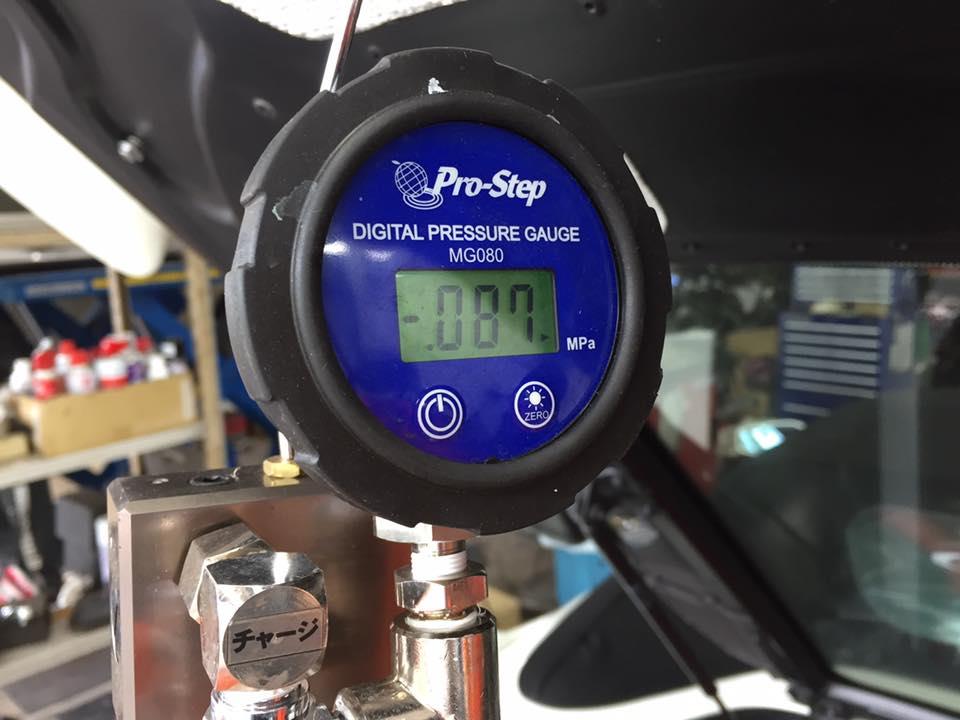 Pro-Step
DIGITAL PRESSURE GAUGE
MG080
-.087
MPa
ZERO
チャージ